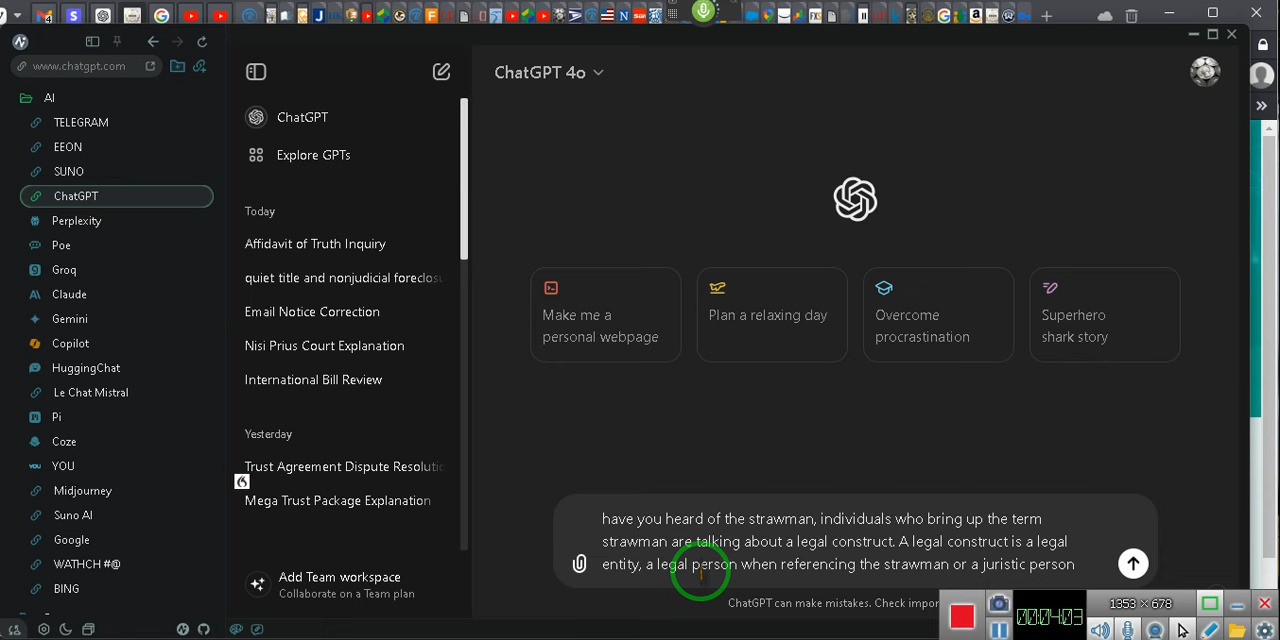 www.chatgpt.com
AI
TELEGRAM
EEON
SUNO
ChatGPT
Perplexity
Poe
Groq
Claude
Gemini
Copilot
HuggingChat
Le Chat Mistral
Pi
Coze
YOU
Midjourney
Suno AI
Google
WATHCH #@
BING
ChatGPT
Explore GPTs
Today
Affidavit of Truth Inquiry
quiet title and nonjudicial foreclosu
Email Notice Correction
Nisi Prius Court Explanation
International Bill Review
Yesterday
Trust Agreement Dispute Resolutic
Mega Trust Package Explanation
Add Team workspace
Collaborate on a Team plan
ChatGPT 4o
Make me a
personal webpage
Plan a relaxing day
Overcome
procrastination
Superhero
shark story
have you heard of the strawman, individuals who bring up the term
strawman are talking about a legal construct. A legal construct is a legal
entity, a legal person when referencing the strawman or a juristic person
ChatGPT can make mistakes. Check impor
1353 × 678
00:04:03